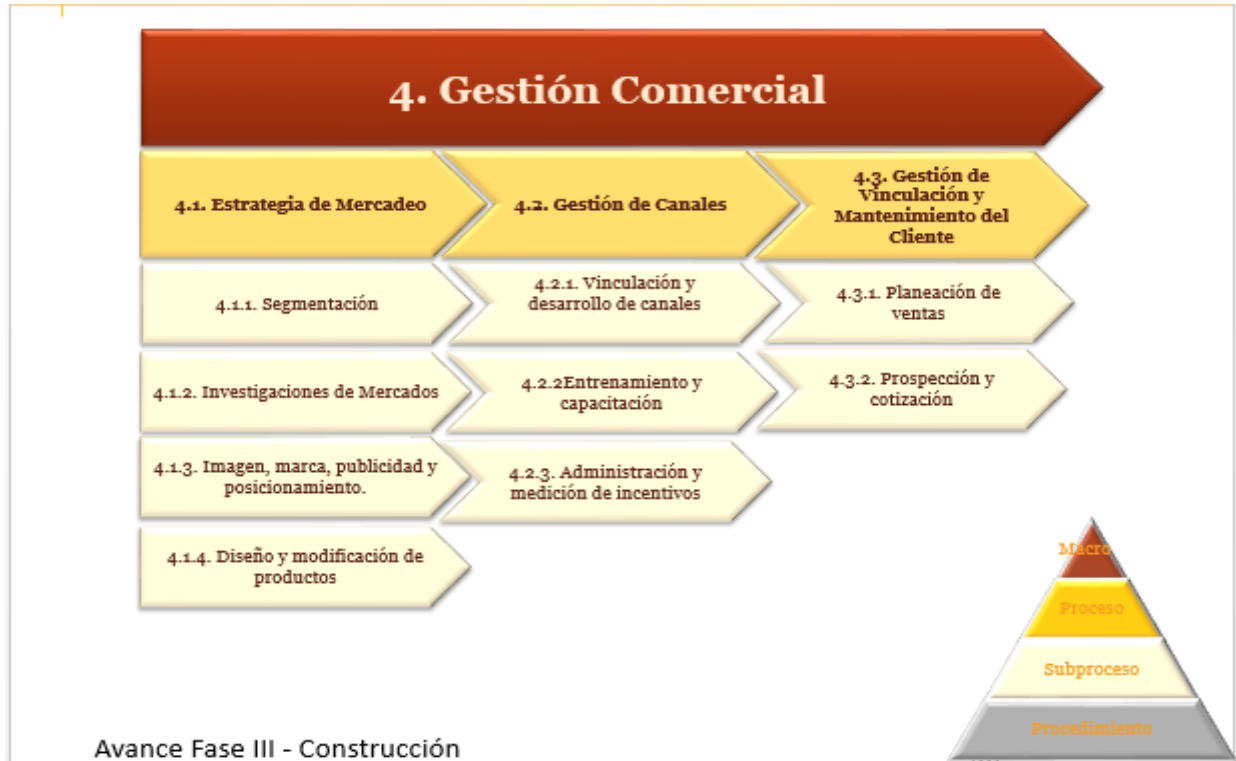 4. Gestión Comercial
4.1. Estrategia de Mercadeo
4.2. Gestión de Canales
4.3. Gestión de
Vinculación y
Mantenimiento del
Cliente
4.1.1. Segmentación
4.2.1. Vinculación y
desarrollo de canales
4.3.1. Planeación de
ventas
4.1.2. Investigaciones de Mercados
4.2.2Entrenamiento y
capacitación
4.3.2. Prospección y
cotización
4.1.3. Imagen, marca, publicidad y
posicionamiento.
4.2.3. Administración y
medición de incentivos
4.1.4. Diseño y modificación de
productos
Macro
Proceso
Subproceso
Procedimiento
Avance Fase III - Construcción